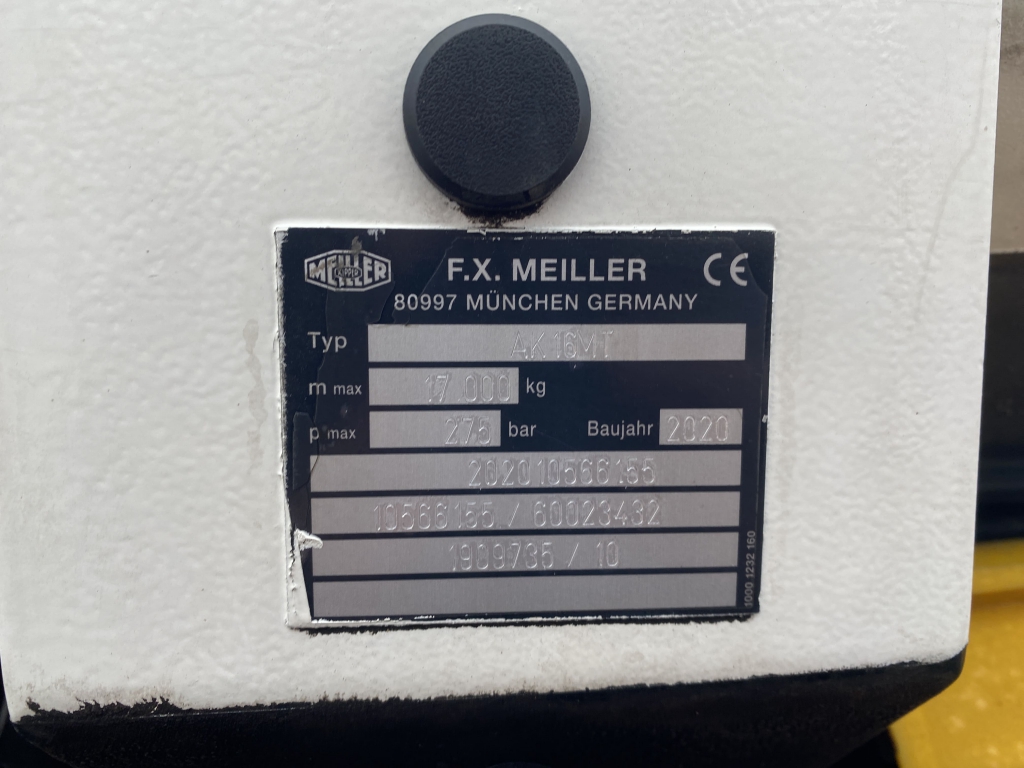 MEILLER
KIPPER
F.X. MEILLER CE
80997 MÜNCHEN GERMANY
Typ AK.16MT
m max 17.000 kg
p max 275 bar Baujahr 2020
202010566155
10566155 / 60023432
1909735 / 10
1000 1232 160